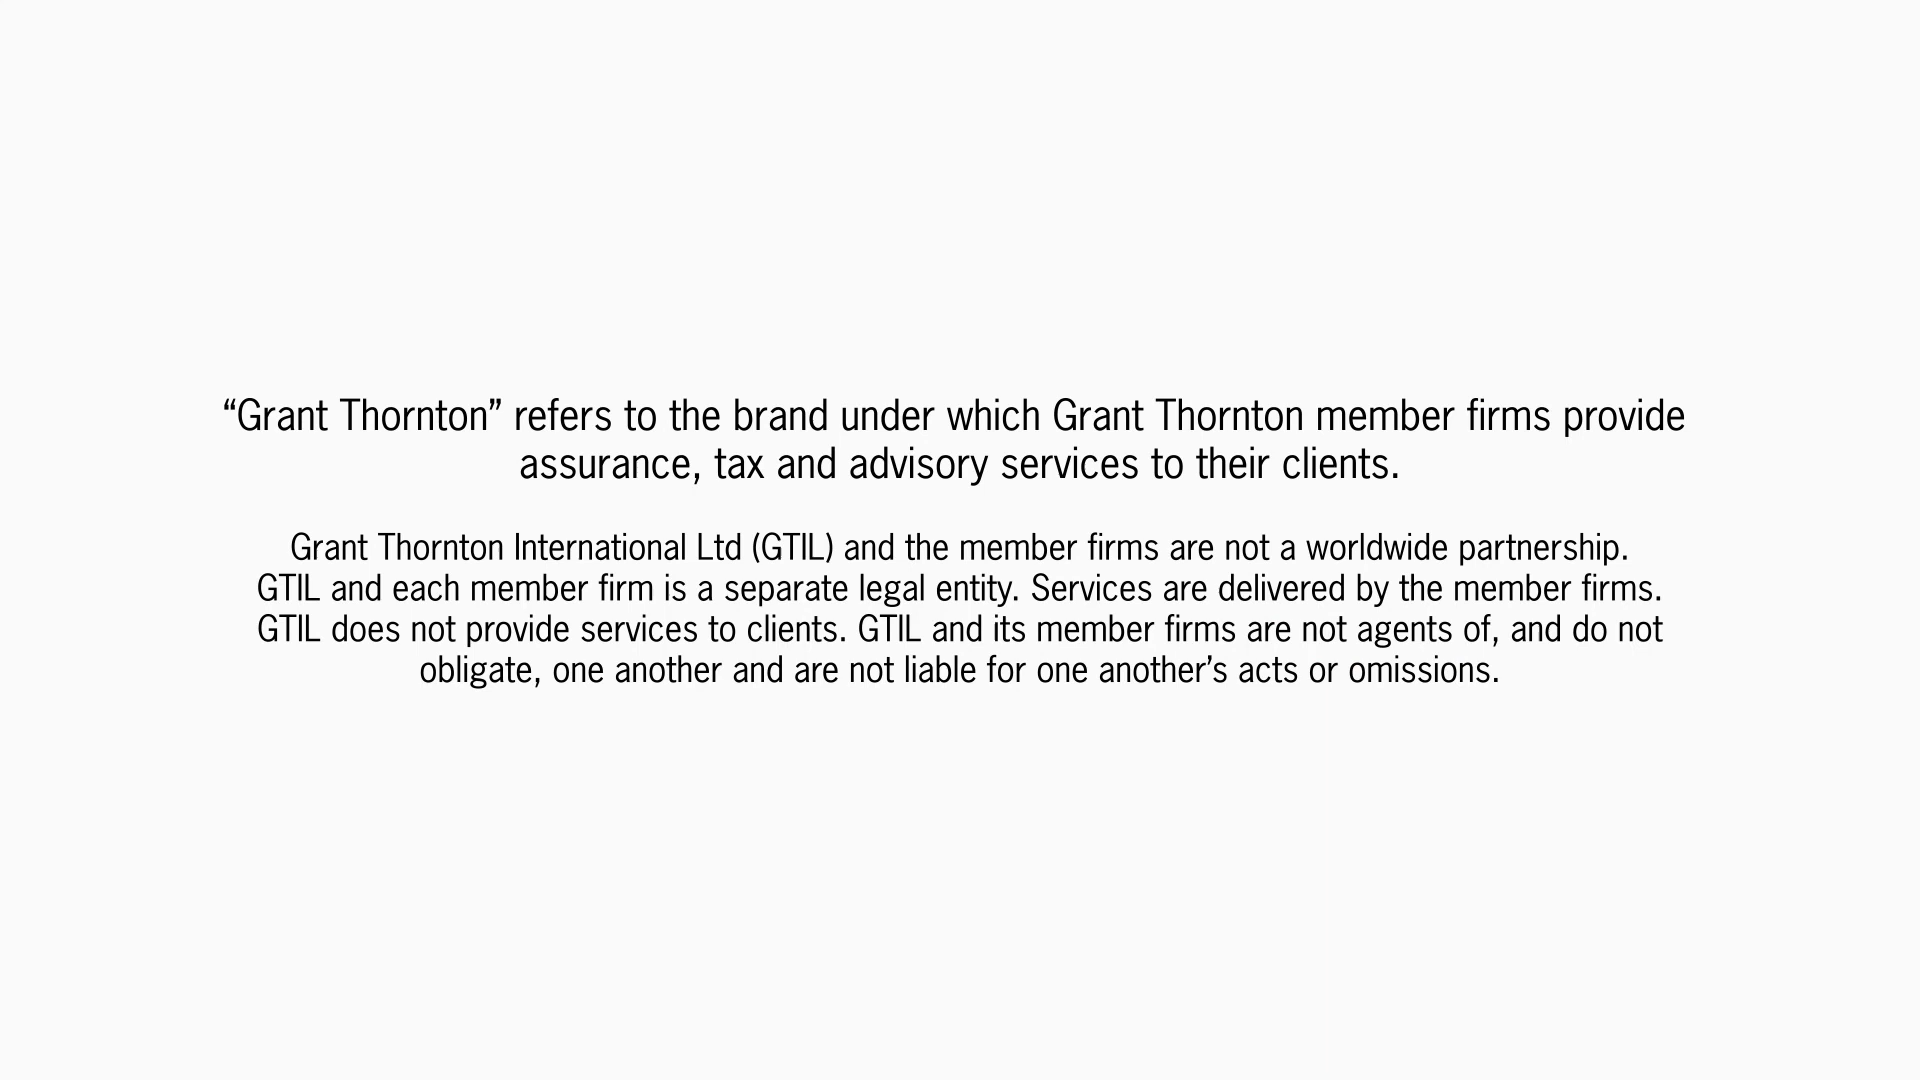 “Grant Thornton” refers to the brand under which Grant Thornton member firms provide
assurance, tax and advisory services to their clients.
Grant Thornton International Ltd (GTIL) and the member firms are not a worldwide partnership.
GTIL and each member firm is a separate legal entity. Services are delivered by the member firms.
GTIL does not provide services to clients. GTIL and its member firms are not agents of, and do not
obligate, one another and are not liable for one another’s acts or omissions.